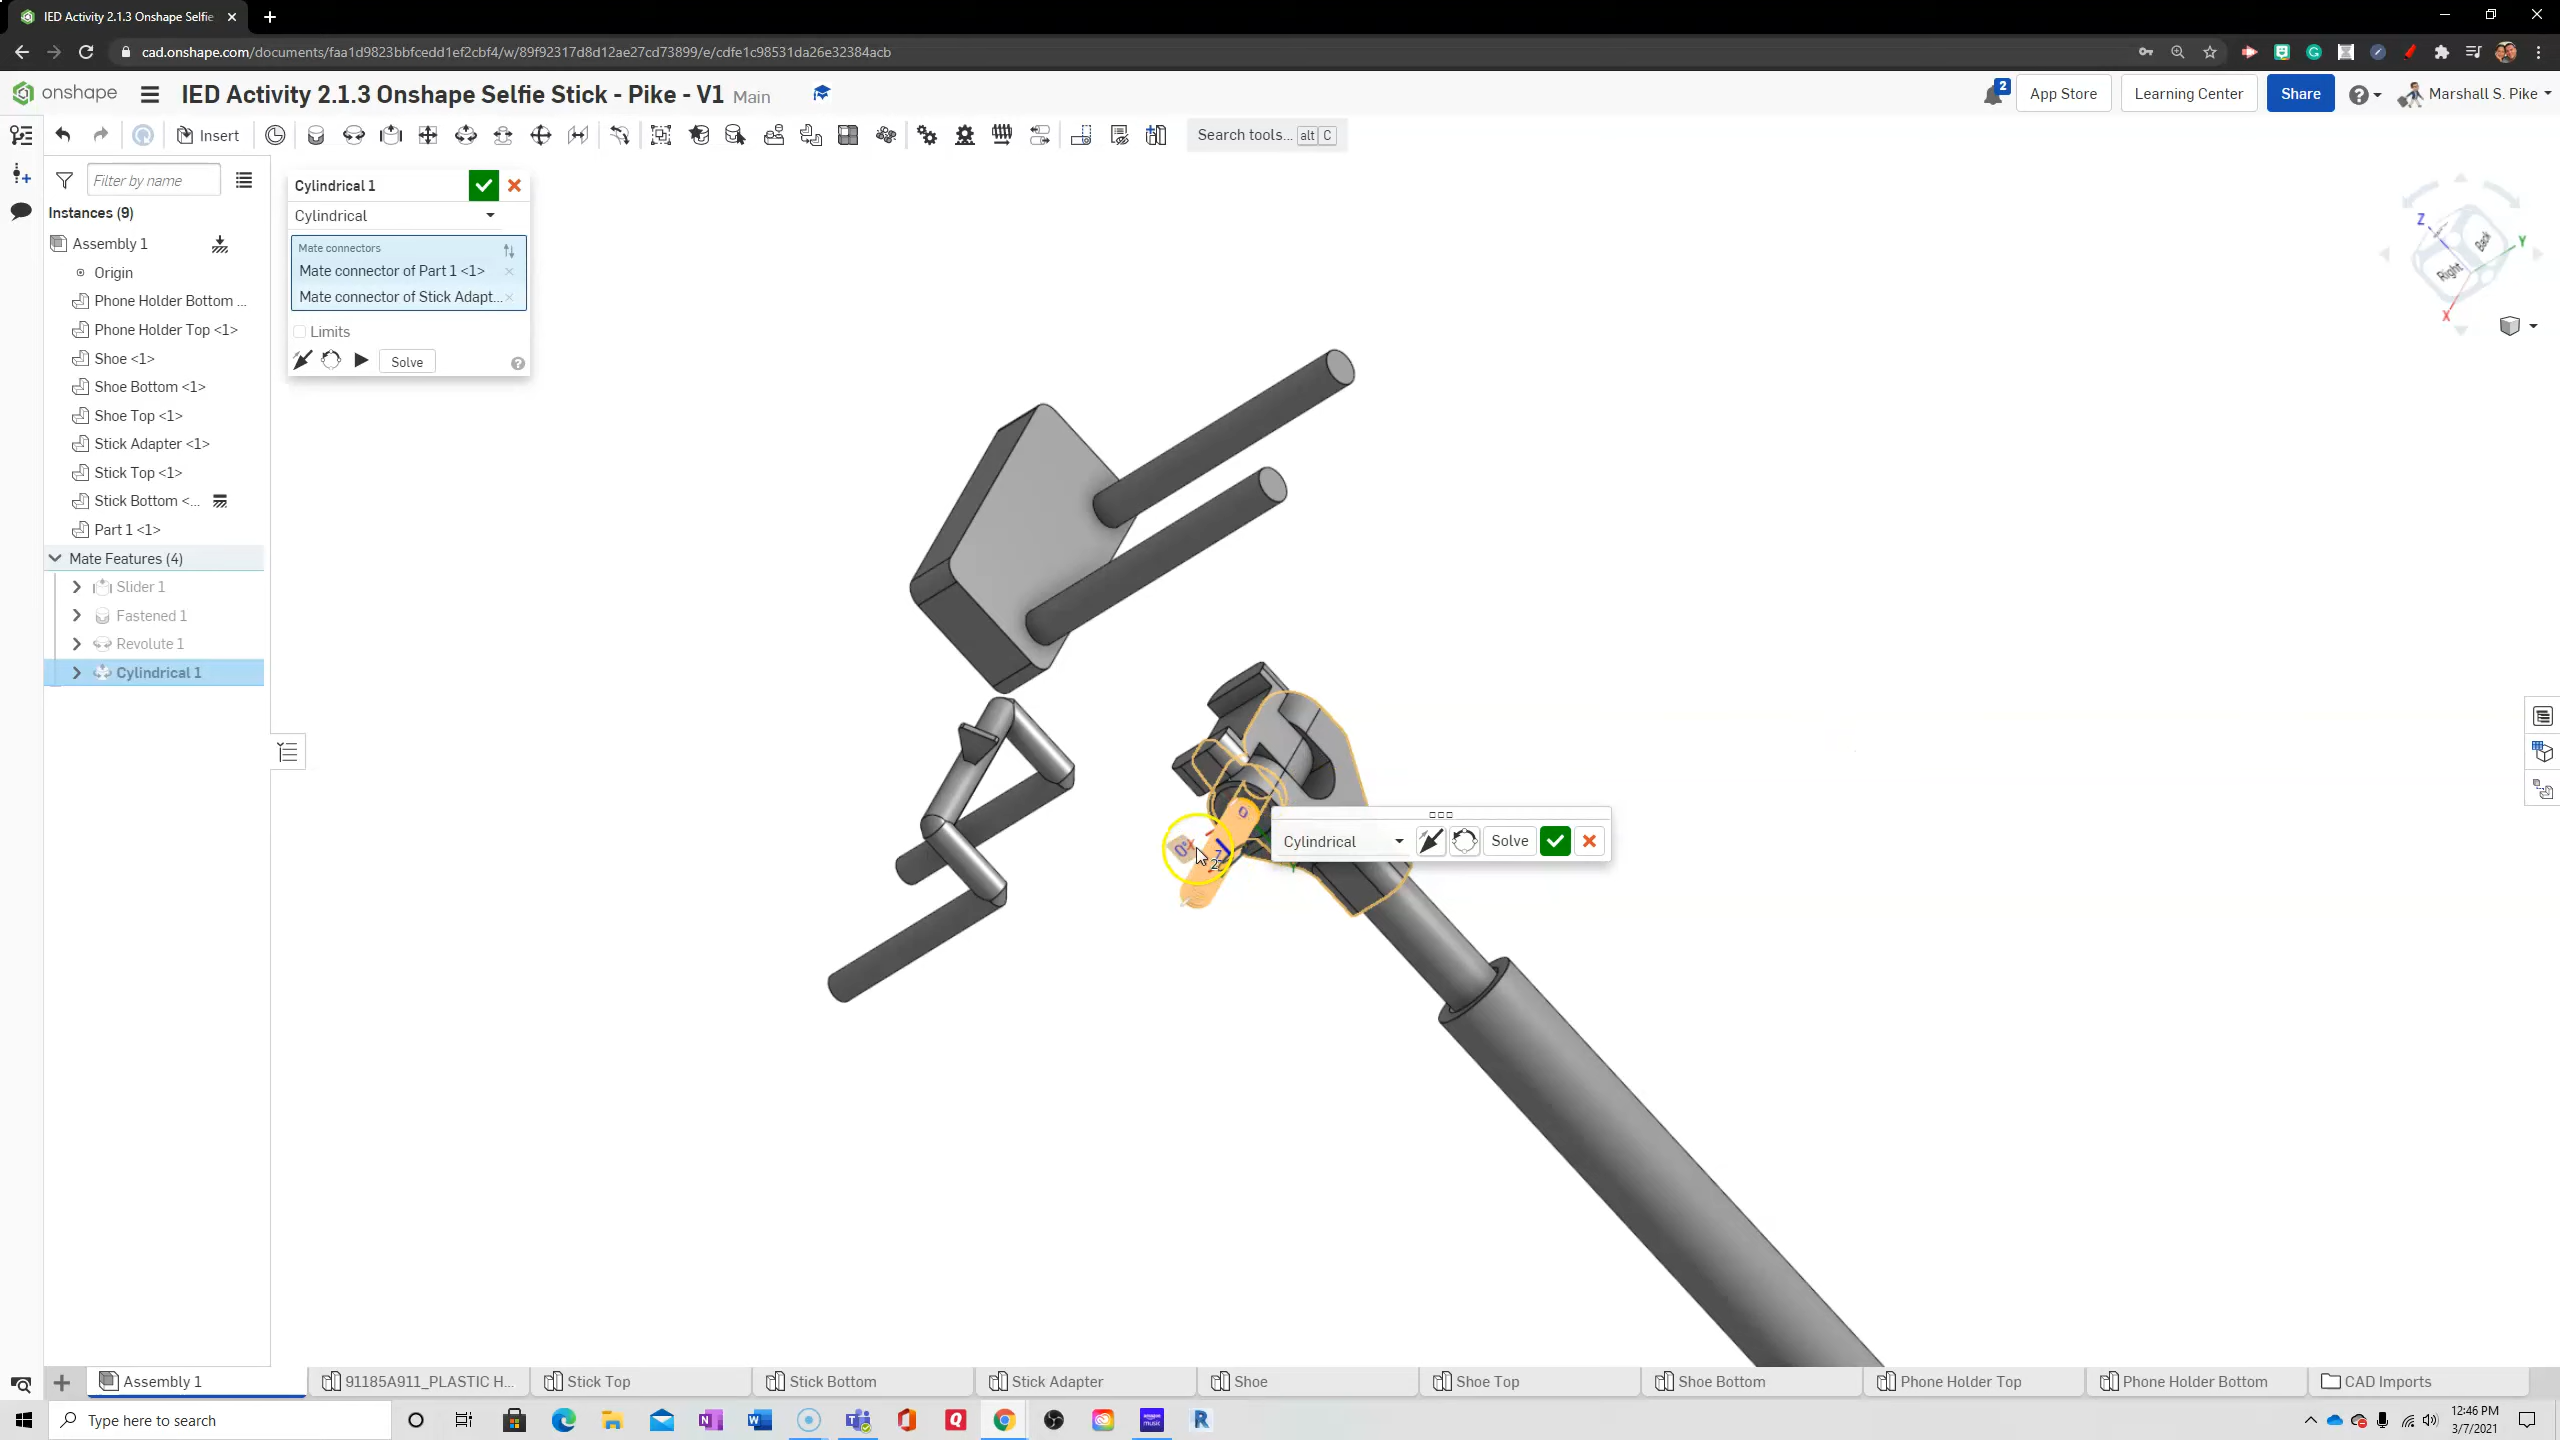 IED Activity 2.1.3 Onshape Selfie
cad.onshape.com/documents/faa1d9823bbfcedd1ef2cbf4/w/89f92317d8d12ae27cd73899/e/cdfe1c98531da26e32384acb
onshape
IED Activity 2.1.3 Onshape Selfie Stick - Pike - V1 Main
2
App Store
Learning Center
Share
Marshall S. Pike
Insert
Search tools... alt C
Filter by name
Instances (9)
Assembly 1
Origin
Phone Holder Bottom ...
Phone Holder Top <1>
Shoe <1>
Shoe Bottom <1>
Shoe Top <1>
Stick Adapter <1>
Stick Top <1>
Stick Bottom <...
Part 1 <1>
Mate Features (4)
Slider 1
Fastened 1
Revolute 1
Cylindrical 1
Cylindrical 1
Cylindrical
Mate connectors
Mate connector of Part 1 <1>
Mate connector of Stick Adapt...
Limits
Solve
Z
Y
X
Back
Right
Cylindrical
Solve
Assembly 1
91185A911_PLASTIC H...
Stick Top
Stick Bottom
Stick Adapter
Shoe
Shoe Top
Shoe Bottom
Phone Holder Top
Phone Holder Bottom
CAD Imports
Type here to search
12:46 PM
3/7/2021